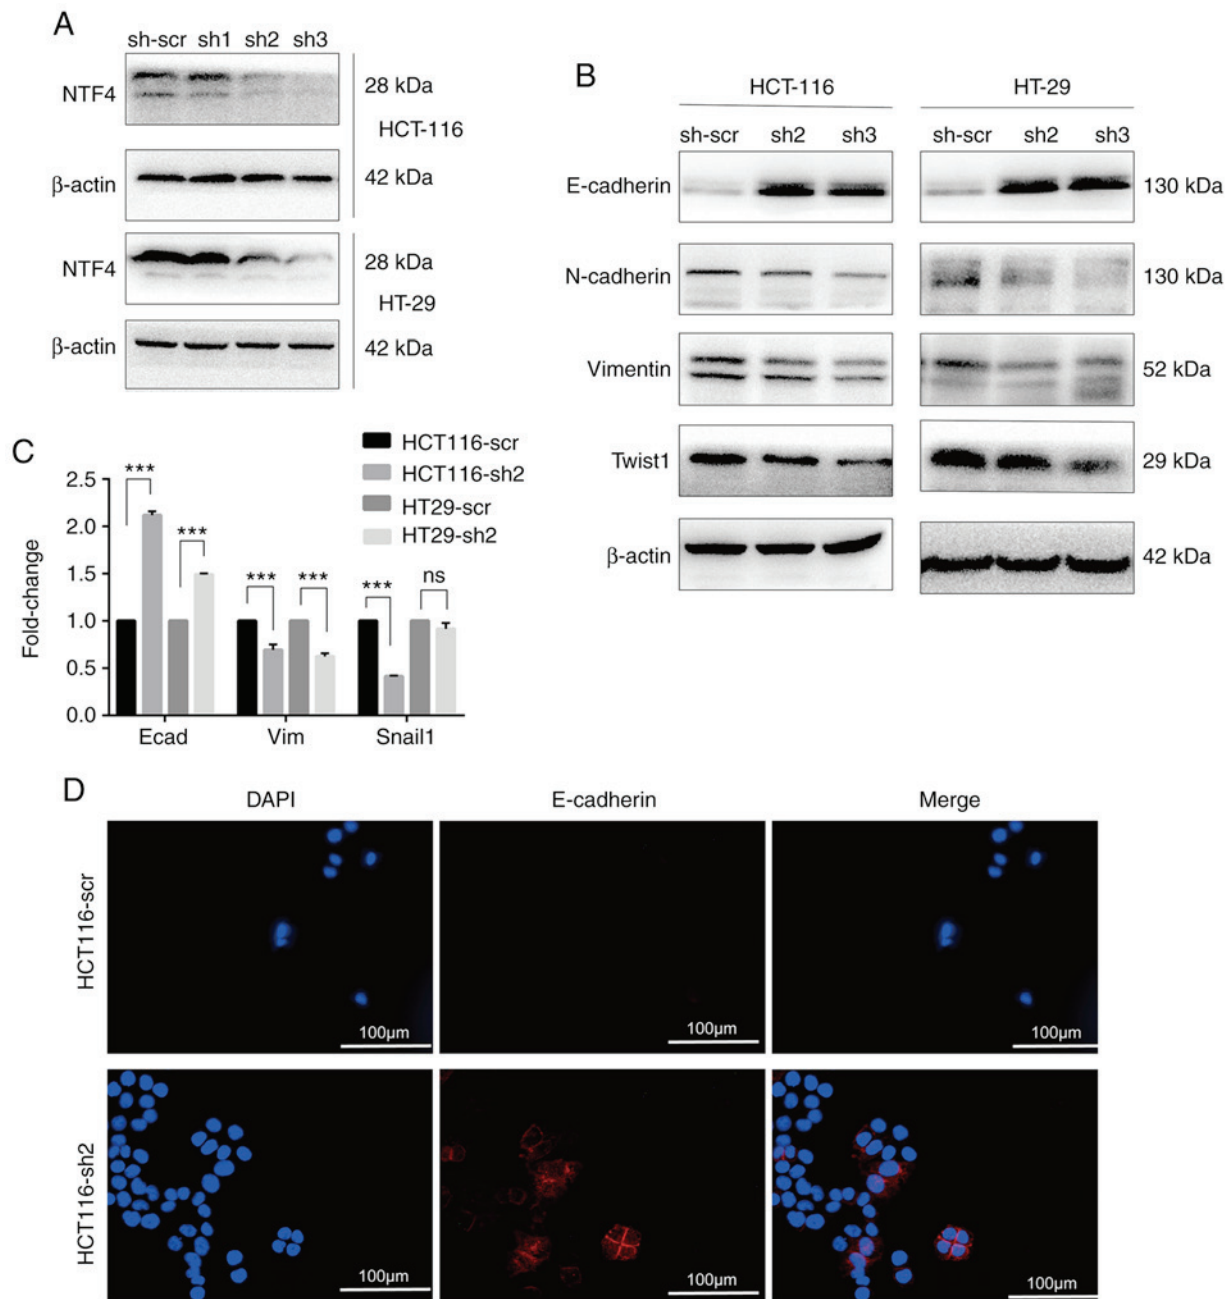 A
sh-scr sh1 sh2 sh3
NTF4
28 kDa
HCT-116
β-actin
42 kDa
NTF4
28 kDa
HT-29
β-actin
42 kDa
B
HCT-116
HT-29
sh-scr sh2 sh3
sh-scr sh2 sh3
E-cadherin
130 kDa
N-cadherin
130 kDa
Vimentin
52 kDa
Twist1
29 kDa
β-actin
42 kDa
C
HCT116-scr
HCT116-sh2
HT29-scr
HT29-sh2
Fold-change
2.5
2.0
1.5
1.0
0.5
0.0
***
***
***
***
***
ns
Ecad
Vim
Snail1
D
DAPI
E-cadherin
Merge
HCT116-scr
100μm
100μm
100μm
HCT116-sh2
100μm
100μm
100μm